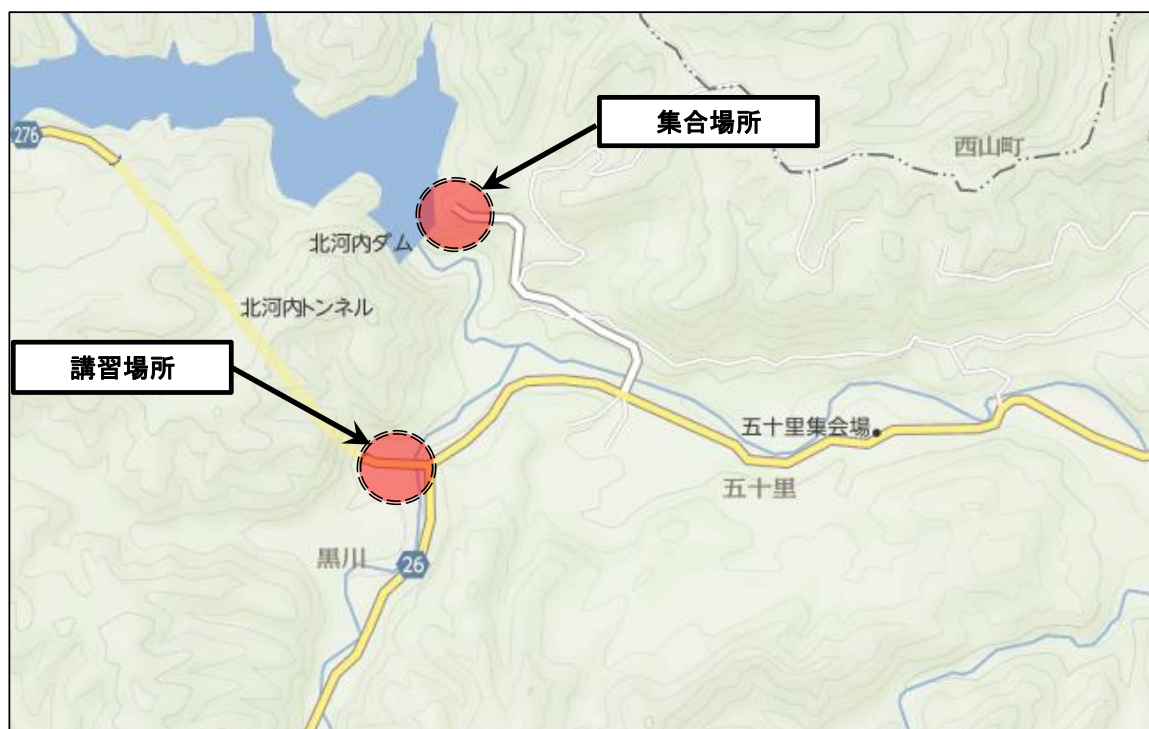 集合場所
276
西山町
北河内ダム
北河内トンネル
講習場所
五十里集会場
五十里
黒川
26